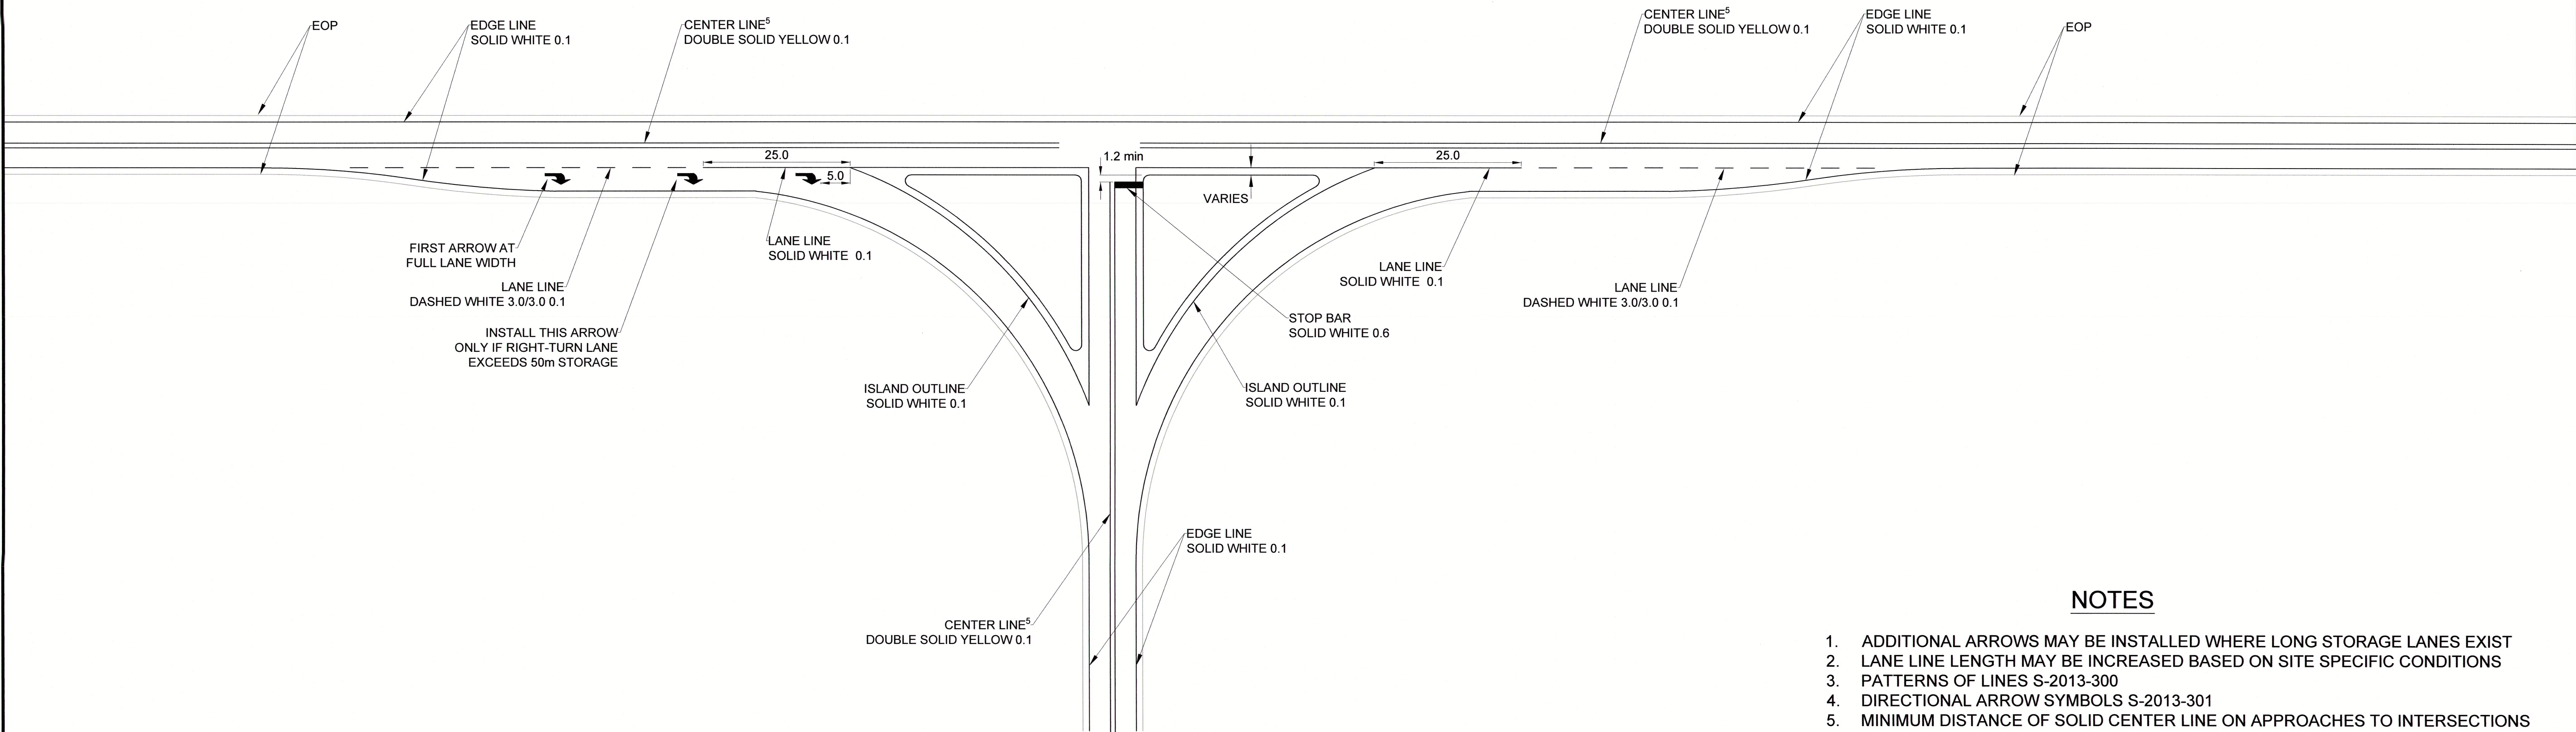 EOP
EDGE LINE
SOLID WHITE 0.1
CENTER LINE5
DOUBLE SOLID YELLOW 0.1
CENTER LINE5
DOUBLE SOLID YELLOW 0.1
EDGE LINE
SOLID WHITE 0.1
EOP
25.0
5.0
1.2 min
VARIES
25.0
FIRST ARROW AT
FULL LANE WIDTH
LANE LINE
DASHED WHITE 3.0/3.0 0.1
INSTALL THIS ARROW
ONLY IF RIGHT-TURN LANE
EXCEEDS 50m STORAGE
LANE LINE
SOLID WHITE 0.1
ISLAND OUTLINE
SOLID WHITE 0.1
STOP BAR
SOLID WHITE 0.6
ISLAND OUTLINE
SOLID WHITE 0.1
LANE LINE
SOLID WHITE 0.1
LANE LINE
DASHED WHITE 3.0/3.0 0.1
EDGE LINE
SOLID WHITE 0.1
CENTER LINE5
DOUBLE SOLID YELLOW 0.1
NOTES
1. ADDITIONAL ARROWS MAY BE INSTALLED WHERE LONG STORAGE LANES EXIST
2. LANE LINE LENGTH MAY BE INCREASED BASED ON SITE SPECIFIC CONDITIONS
3. PATTERNS OF LINES S-2013-300
4. DIRECTIONAL ARROW SYMBOLS S-2013-301
5. MINIMUM DISTANCE OF SOLID CENTER LINE ON APPROACHES TO INTERSECTIONS